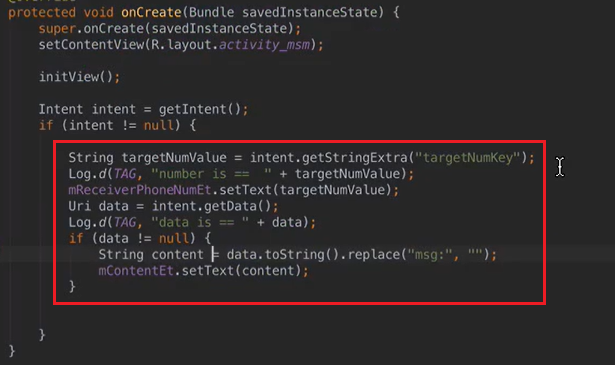 protected void onCreate(Bundle savedInstanceState) {
super.onCreate(savedInstanceState);
setContentView(R.layout.activity_msm);
initView();
Intent intent = getIntent();
if (intent != null) {
String targetNumValue = intent.getStringExtra("targetNumKey");
Log.d(TAG, "number is ==  " + targetNumValue);
mReceiverPhoneNumEt.setText(targetNumValue);
Uri data = intent.getData();
Log.d(TAG, "data is == " + data);
if (data != null) {
String content = data.toString().replace("msg:", "");
mContentEt.setText(content);
}
}
}